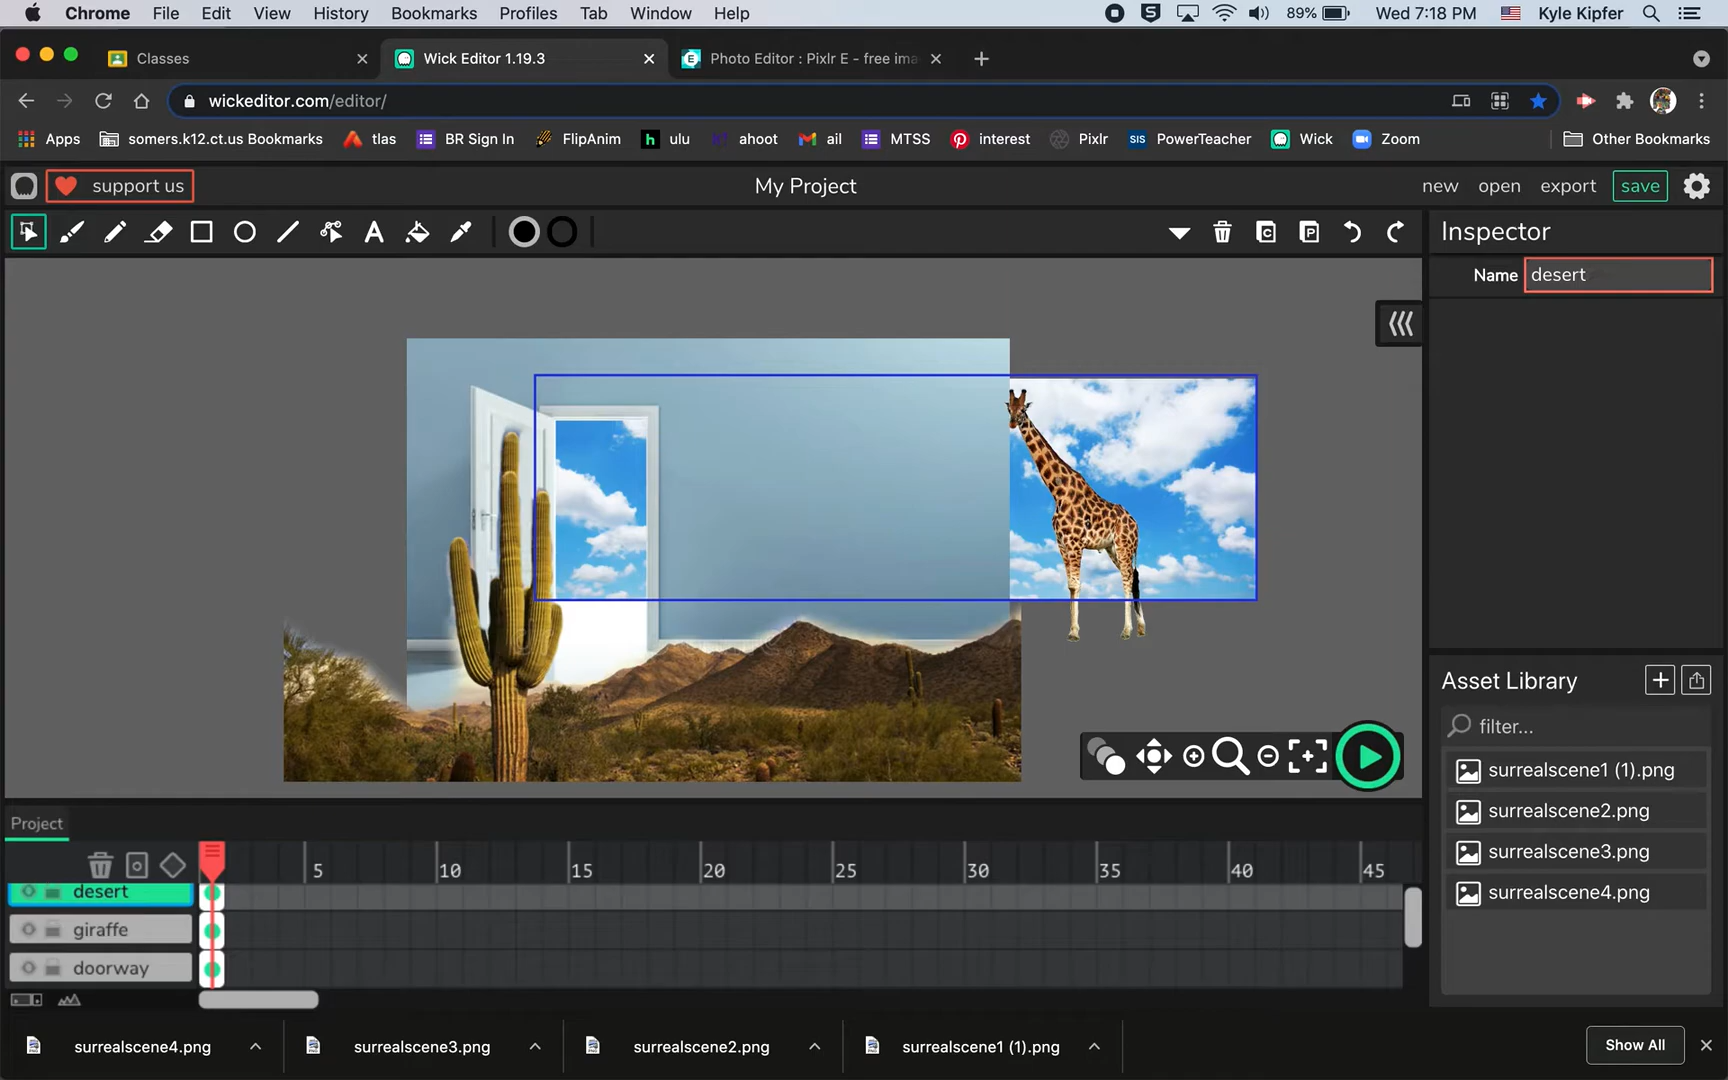 Chrome File Edit View History Bookmarks Profiles Tab Window Help 89% Wed 7:18 PM Kyle Kipfer
Classes Wick Editor 1.19.3 Photo Editor : Pixlr E - free ima
wickeditor.com/editor/
Apps somers.k12.ct.us Bookmarks tlas BR Sign In FlipAnim h ulu ahoot ail MTSS interest Pixlr SIS PowerTeacher Wick Zoom Other Bookmarks
support us My Project new open export save
Inspector
Name desert
Asset Library
filter...
surrealscene1 (1).png
surrealscene2.png
surrealscene3.png
surrealscene4.png
Project
5 10 15 20 25 30 35 40 45
desert
giraffe
doorway
surrealscene4.png surrealscene3.png surrealscene2.png surrealscene1 (1).png Show All